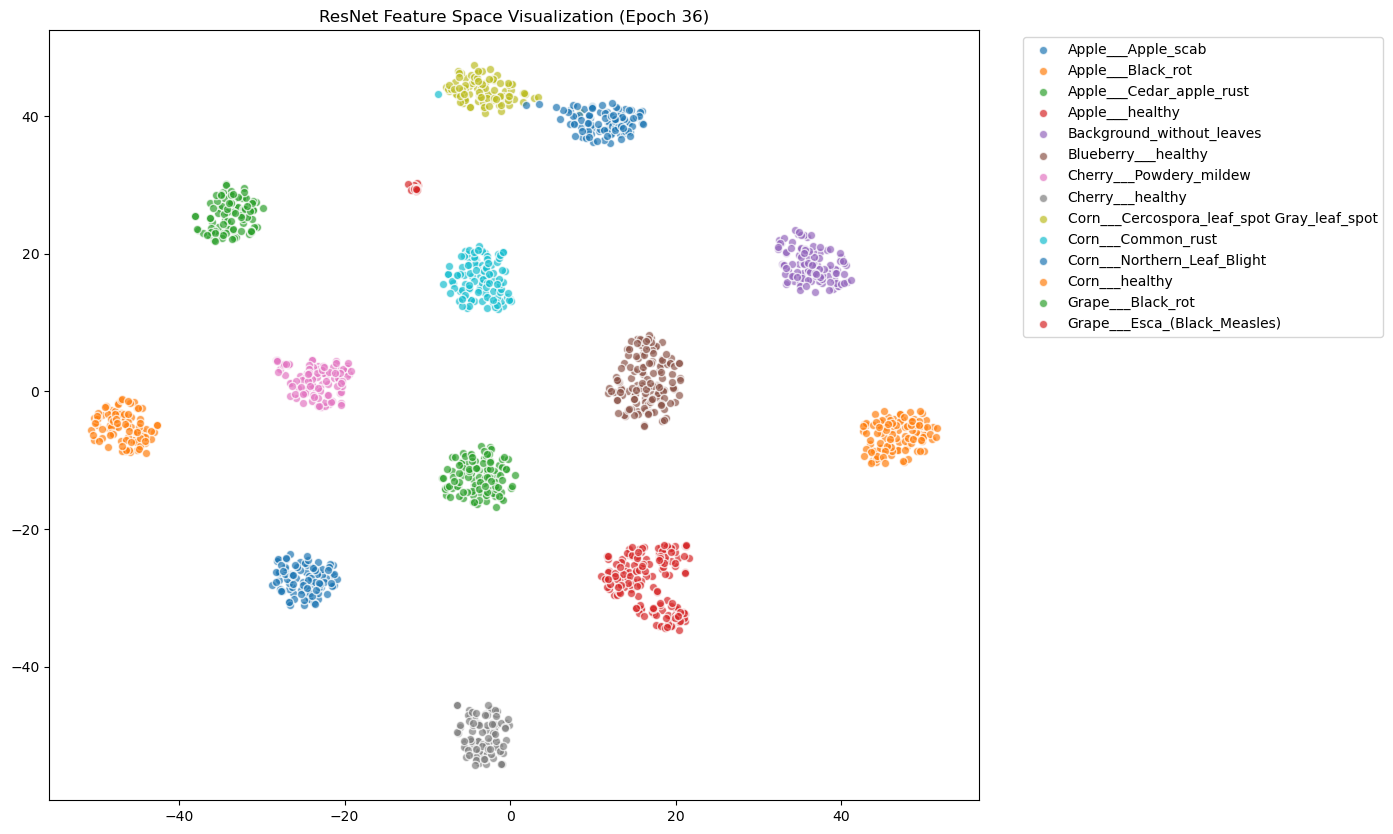 ResNet Feature Space Visualization (Epoch 36)
Apple___Apple_scab
Apple___Black_rot
Apple___Cedar_apple_rust
Apple___healthy
Background_without_leaves
Blueberry___healthy
Cherry___Powdery_mildew
Cherry___healthy
Corn___Cercospora_leaf_spot Gray_leaf_spot
Corn___Common_rust
Corn___Northern_Leaf_Blight
Corn___healthy
Grape___Black_rot
Grape___Esca_(Black_Measles)
40
20
0
−20
−40
−40 −20 0 20 40